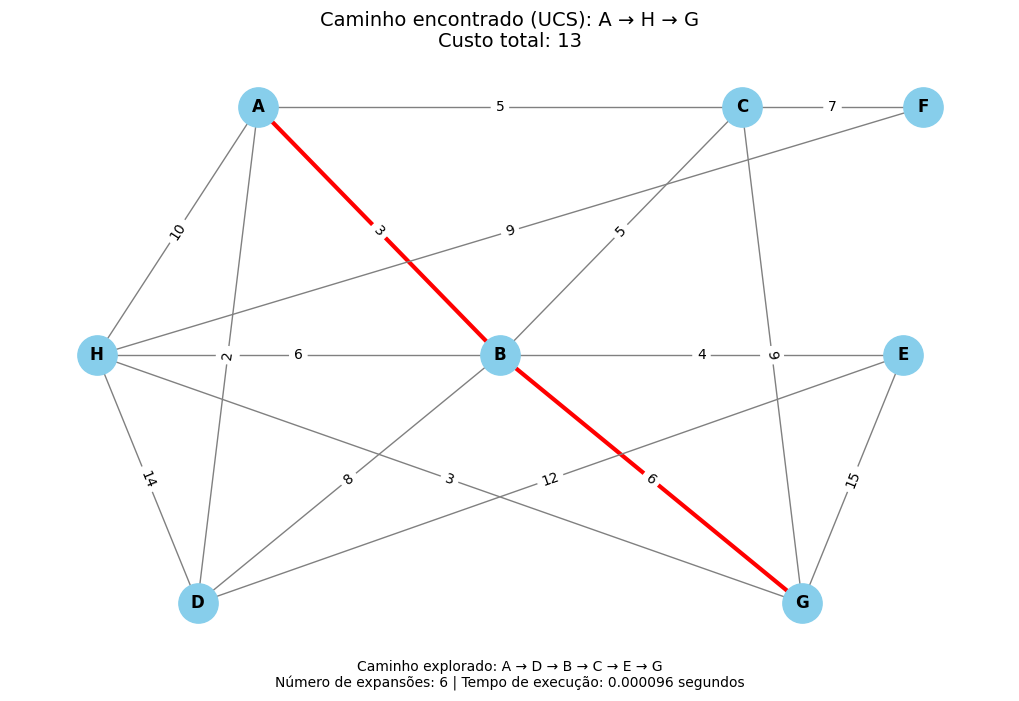 Caminho encontrado (UCS): A → H → G
Custo total: 13
A
5
C
7
F
10
3
9
5
H
2
6
B
4
9
E
14
8
3
12
6
15
D
G
Caminho explorado: A → D → B → C → E → G
Número de expansões: 6 | Tempo de execução: 0.000096 segundos